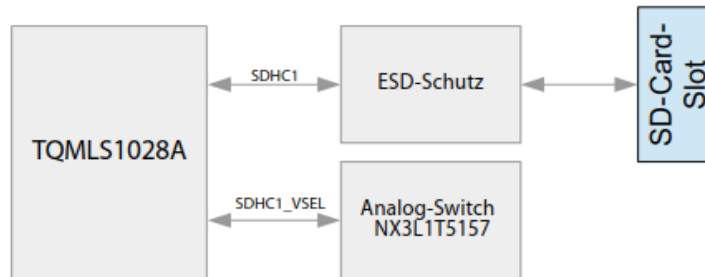 TQMLS1028A
SDHC1
ESD-Schutz
SD-Card-
Slot
SDHC1_VSEL
Analog-Switch
NX3L1T5157